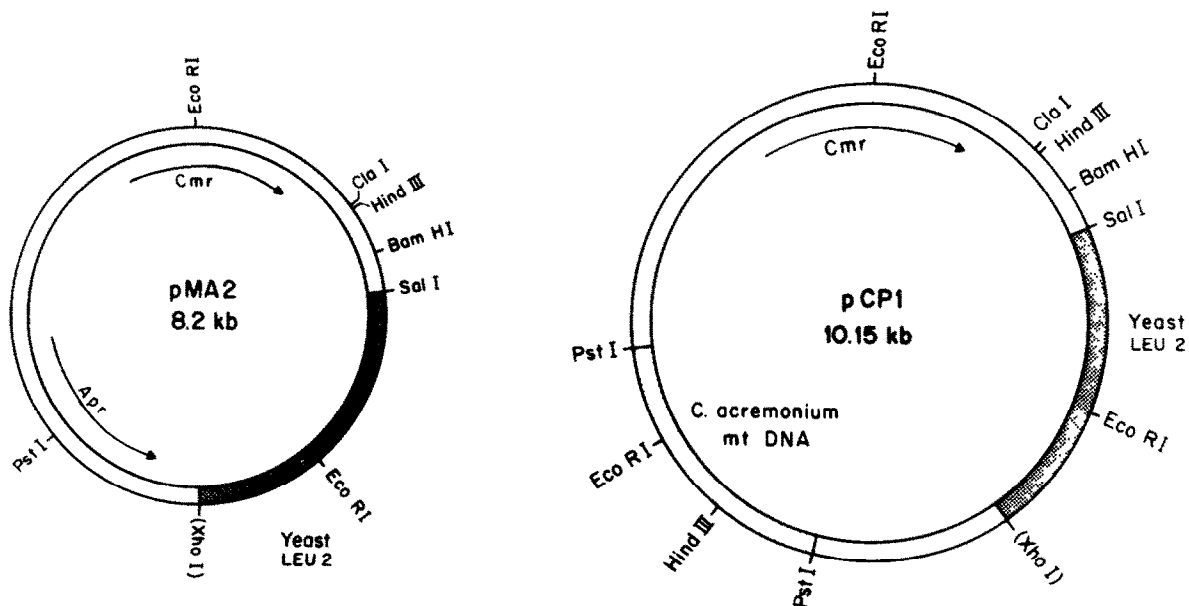 Eco RI
Cmr
Cla I
Hind III
Bam HI
Sal I
pMA2
8.2 kb
Apr
Pst I
Eco RI
(Xho I)
Yeast
LEU 2
Eco RI
Cmr
Cla I
Hind III
Bam HI
Sal I
pCP1
10.15 kb
Yeast
LEU 2
Pst I
C. acremonium
mt DNA
Eco RI
Eco RI
Hind III
Pst I
(Xho I)